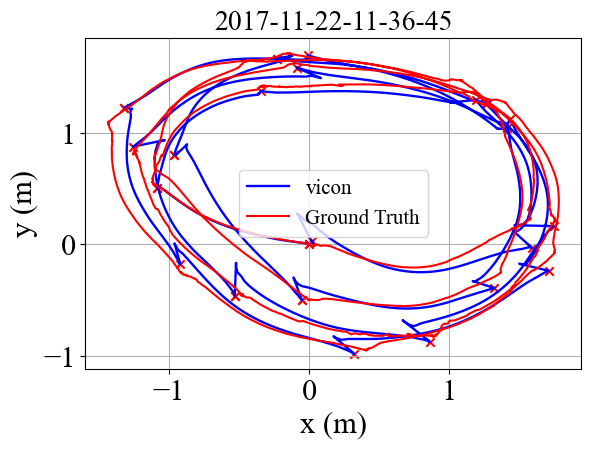 2017-11-22-11-36-45
y (m)
1
0
−1
vicon
Ground Truth
−1 0 1
x (m)